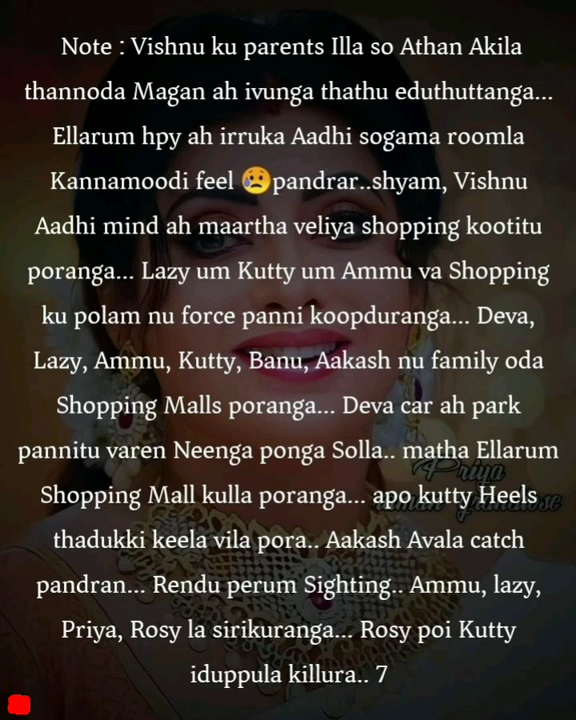 Note : Vishnu ku parents Illa so Athan Akila
thannoda Magan ah ivunga thathu eduthuttanga...
Ellarum hpy ah irruka Aadhi sogama roomla
Kannamoodi feel 😥pandrar..shyam, Vishnu
Aadhi mind ah maartha veliya shopping kootitu
poranga... Lazy um Kutty um Ammu va Shopping
ku polam nu force panni koopduranga... Deva,
Lazy, Ammu, Kutty, Banu, Aakash nu family oda
Shopping Malls poranga... Deva car ah park
pannitu varen Neenga ponga Solla.. matha Ellarum
Priya
Shopping Mall kulla poranga... apo kutty Heels
thadukki keela vila pora.. Aakash Avala catch
pandran... Rendu perum Sighting.. Ammu, lazy,
Priya, Rosy la sirikuranga... Rosy poi Kutty
iduppula killura.. 7